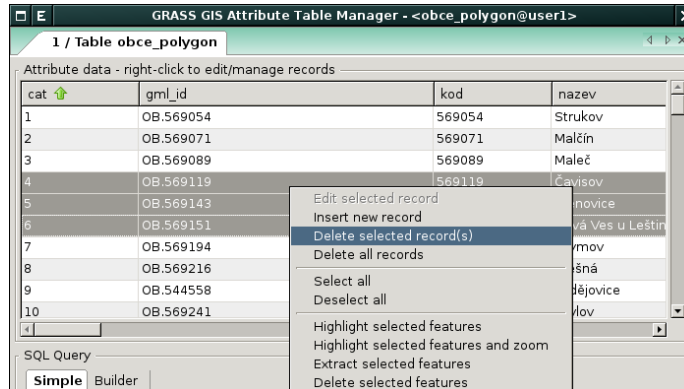 GRASS GIS Attribute Table Manager - <obce_polygon@user1>
1 / Table obce_polygon
Attribute data - right-click to edit/manage records
cat gml_id kod nazev
1 OB.569054 569054 Strukov
2 OB.569071 569071 Malčín
3 OB.569089 569089 Maleč
4 OB.569119 569119 Čavisov
5 OB.569143
6 OB.569151 Ves u Leštin
7 OB.569194
8 OB.569216
9 OB.544558
10 OB.569241
Edit selected record
Insert new record
Delete selected record(s)
Delete all records
Select all
Deselect all
Highlight selected features
Highlight selected features and zoom
Extract selected features
Delete selected features
SQL Query
Simple Builder